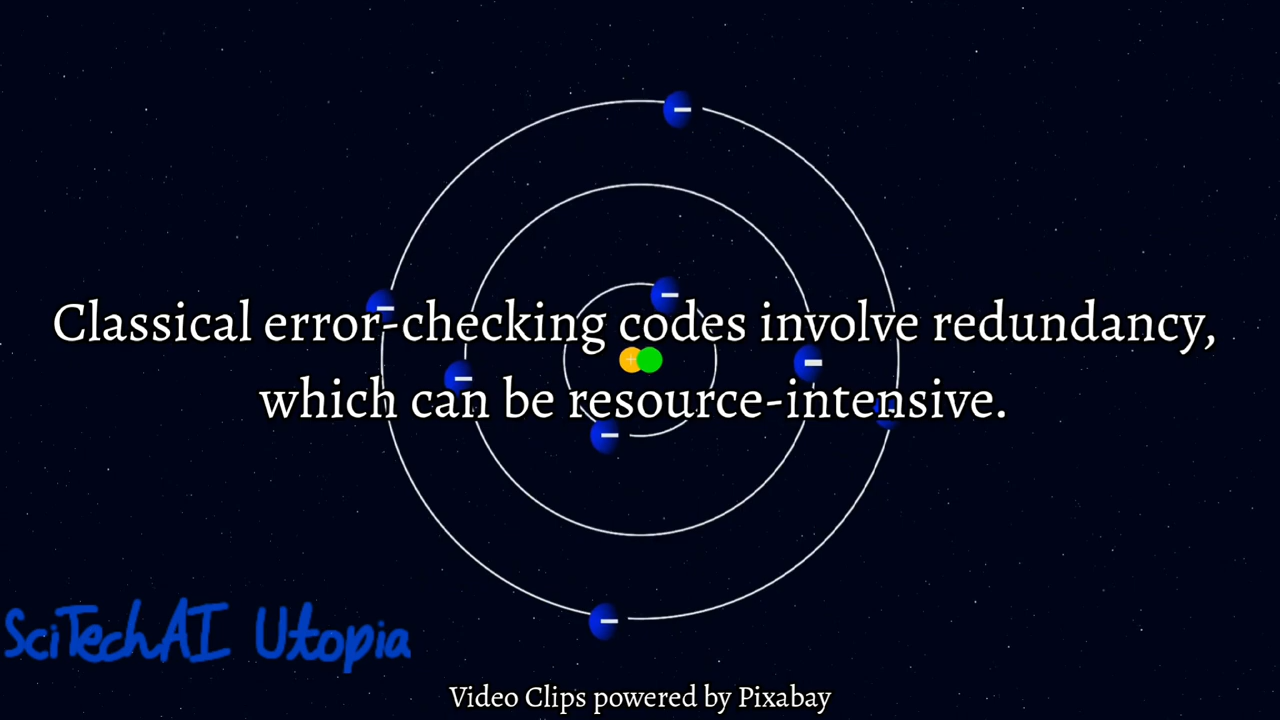 Classical error-checking codes involve redundancy,
which can be resource-intensive.
SciTechAI Utopia
Video Clips powered by Pixabay